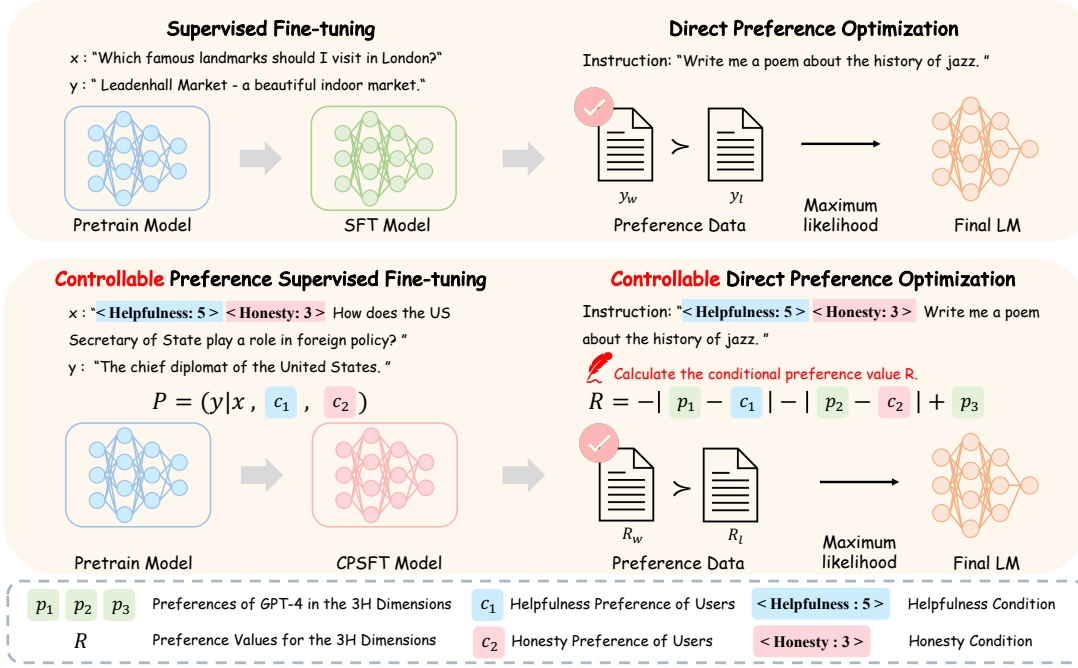 Supervised Fine-tuning
x : “Which famous landmarks should I visit in London?“
y : “ Leadenhall Market - a beautiful indoor market.“
Pretrain Model
SFT Model
Direct Preference Optimization
Instruction: “Write me a poem about the history of jazz. ”
≻
y_w
y_l
Preference Data
Maximum
likelihood
Final LM
Controllable Preference Supervised Fine-tuning
x : “< Helpfulness: 5 > < Honesty: 3 > How does the US
Secretary of State play a role in foreign policy? ”
y : “The chief diplomat of the United States. ”
P = (y|x , c_1 , c_2 )
Pretrain Model
CPSFT Model
Controllable Direct Preference Optimization
Instruction: “< Helpfulness: 5 > < Honesty: 3 > Write me a poem
about the history of jazz. ”
Calculate the conditional preference value R.
R = −| p_1 − c_1 | − | p_2 − c_2 | + p_3
≻
R_w
R_l
Preference Data
Maximum
likelihood
Final LM
p_1 p_2 p_3 Preferences of GPT-4 in the 3H Dimensions
c_1 Helpfulness Preference of Users
< Helpfulness : 5 > Helpfulness Condition
R Preference Values for the 3H Dimensions
c_2 Honesty Preference of Users
< Honesty : 3 > Honesty Condition